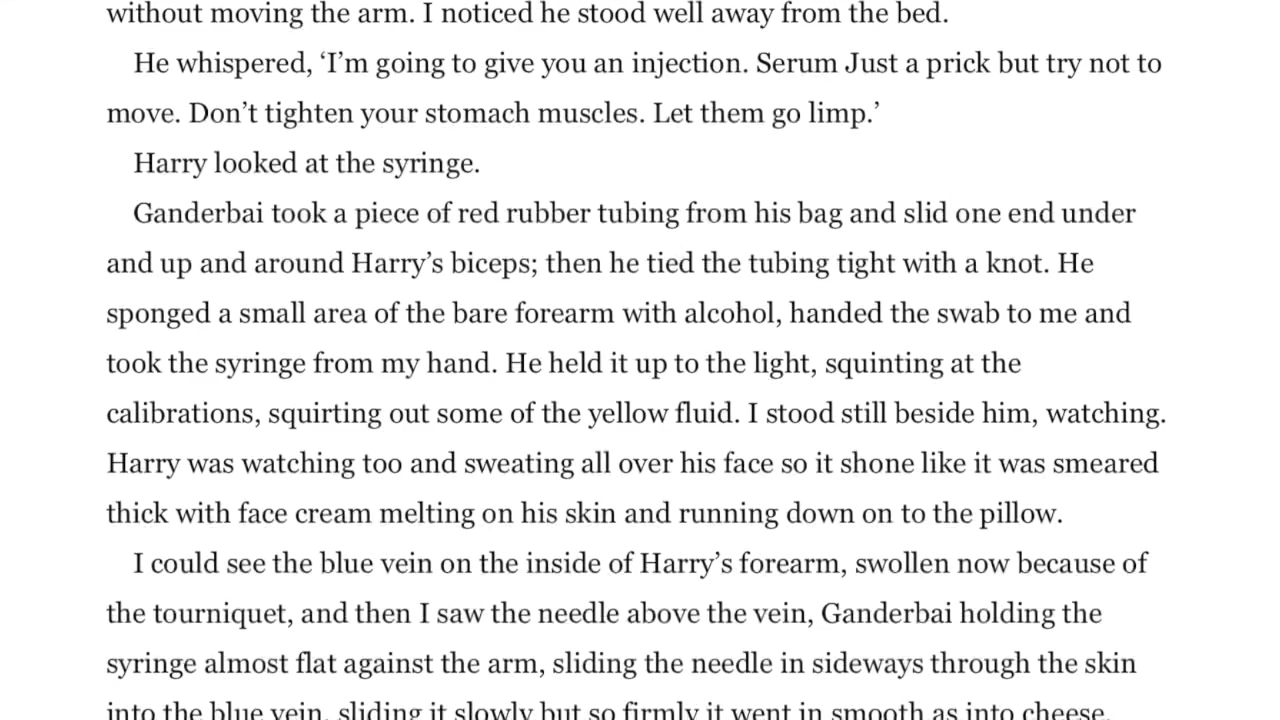 without moving the arm. I noticed he stood well away from the bed.
He whispered, ‘I’m going to give you an injection. Serum Just a prick but try not to
move. Don’t tighten your stomach muscles. Let them go limp.’
Harry looked at the syringe.
Ganderbai took a piece of red rubber tubing from his bag and slid one end under
and up and around Harry’s biceps; then he tied the tubing tight with a knot. He
sponged a small area of the bare forearm with alcohol, handed the swab to me and
took the syringe from my hand. He held it up to the light, squinting at the
calibrations, squirting out some of the yellow fluid. I stood still beside him, watching.
Harry was watching too and sweating all over his face so it shone like it was smeared
thick with face cream melting on his skin and running down on to the pillow.
I could see the blue vein on the inside of Harry’s forearm, swollen now because of
the tourniquet, and then I saw the needle above the vein, Ganderbai holding the
syringe almost flat against the arm, sliding the needle in sideways through the skin
into the blue vein, sliding it slowly but so firmly it went in smooth as into cheese.